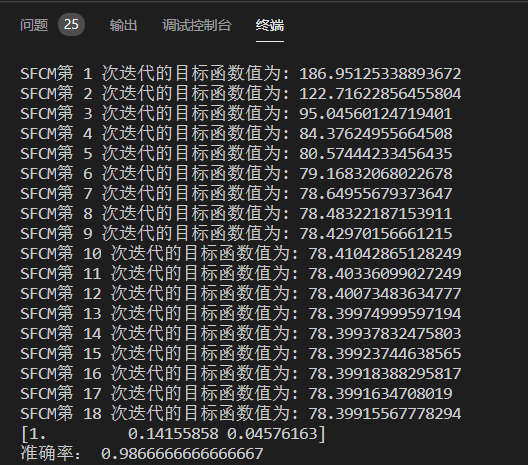 问题 25 输出 调试控制台 终端
SFCM第 1 次迭代的目标函数值为: 186.95125338893672
SFCM第 2 次迭代的目标函数值为: 122.71622856455804
SFCM第 3 次迭代的目标函数值为: 95.04560124719401
SFCM第 4 次迭代的目标函数值为: 84.37624955664508
SFCM第 5 次迭代的目标函数值为: 80.57444233456435
SFCM第 6 次迭代的目标函数值为: 79.16832068022678
SFCM第 7 次迭代的目标函数值为: 78.64955679373647
SFCM第 8 次迭代的目标函数值为: 78.48322187153911
SFCM第 9 次迭代的目标函数值为: 78.42970156661215
SFCM第 10 次迭代的目标函数值为: 78.41042865128249
SFCM第 11 次迭代的目标函数值为: 78.40336099027249
SFCM第 12 次迭代的目标函数值为: 78.40073483634777
SFCM第 13 次迭代的目标函数值为: 78.39974999597194
SFCM第 14 次迭代的目标函数值为: 78.39937832475803
SFCM第 15 次迭代的目标函数值为: 78.39923744638565
SFCM第 16 次迭代的目标函数值为: 78.39918388295817
SFCM第 17 次迭代的目标函数值为: 78.3991634708019
SFCM第 18 次迭代的目标函数值为: 78.39915567778294
[1.         0.14155858 0.04576163]
准确率： 0.9866666666666667